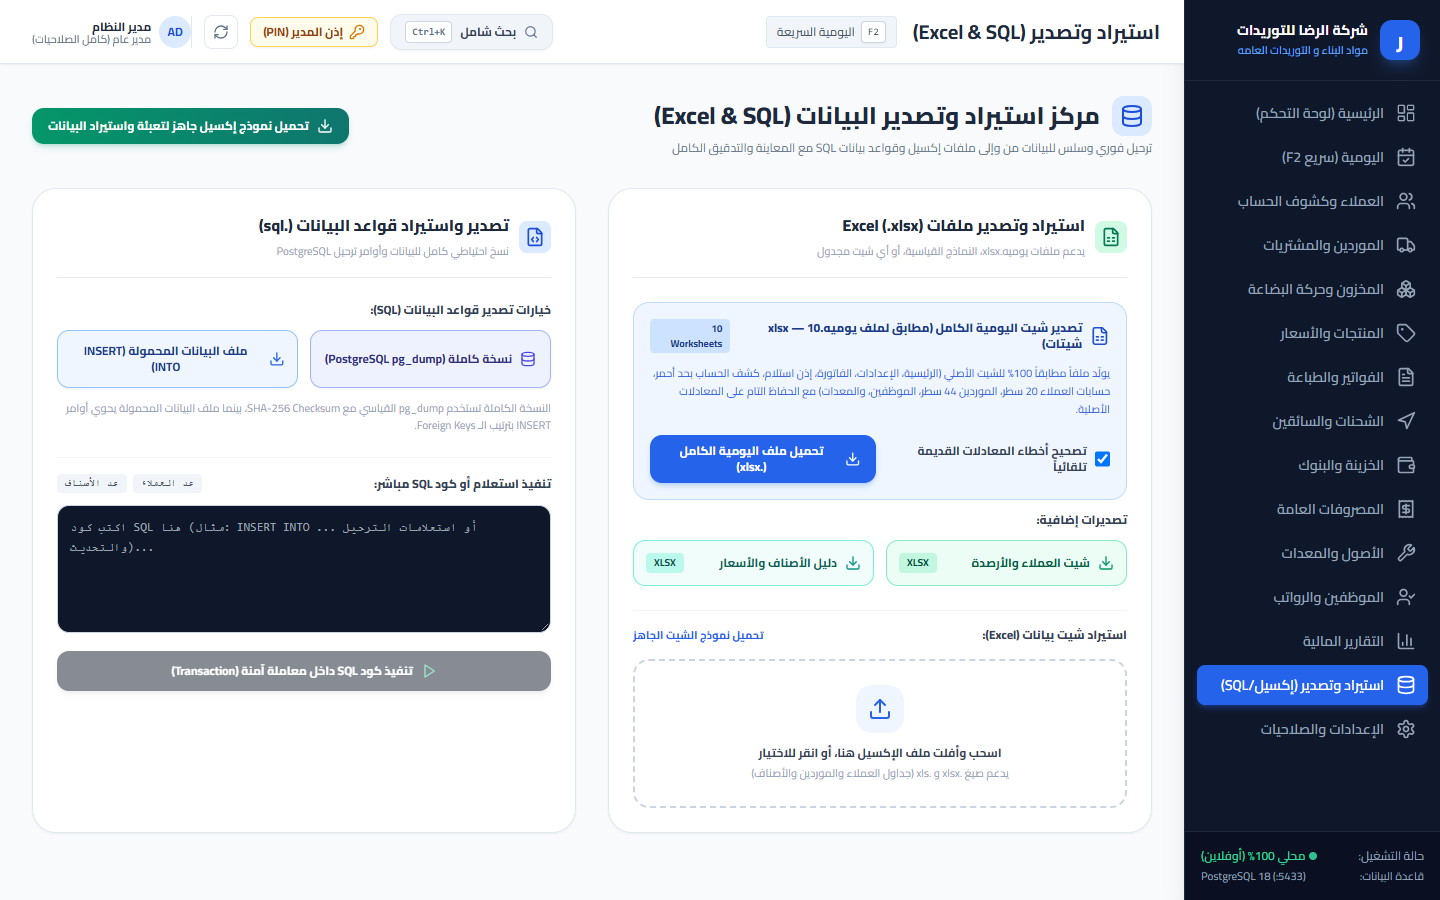 ر
شركة الرضا للتوريدات
مواد البناء و التوريدات العامه
الرئيسية (لوحة التحكم)
اليومية (سريع F2)
العملاء وكشوف الحساب
الموردين والمشتريات
المخزون وحركة البضاعة
المنتجات والأسعار
الفواتير والطباعة
الشحنات والسائقين
الخزينة والبنوك
المصروفات العامة
الأصول والمعدات
الموظفين والرواتب
التقارير المالية
استيراد وتصدير (إكسيل/SQL)
الإعدادات والصلاحيات
حالة التشغيل: محلي 100% (أوفلاين)
قاعدة البيانات: PostgreSQL 18 (:5433)
استيراد وتصدير (Excel & SQL)
F2 اليومية السريعة
بحث شامل Ctrl+K
إذن المدير (PIN)
AD
مدير النظام
مدير عام (كامل الصلاحيات)
مركز استيراد وتصدير البيانات (Excel & SQL)
ترحيل فوري وسلس للبيانات من وإلى ملفات إكسيل وقواعد بيانات SQL مع المعاينة والتدقيق الكامل
تحميل نموذج إكسيل جاهز لتعبئة واستيراد البيانات
استيراد وتصدير ملفات Excel (.xlsx)
يدعم ملفات يوميه.xlsx، النماذج القياسية، أو أي شيت مجدول
تصدير شيت اليومية الكامل (مطابق لملف يوميه.xlsx — 10
شيتات)
10
Worksheets
يولّد ملفاً مطابقاً 100% للشيت الأصلي (الرئيسية، الإعدادات، الفاتورة، إذن استلام، كشف الحساب بحد أحمر،
حسابات العملاء 20 سطر، الموردين 44 سطر، الموظفين، والمعدات) مع الحفاظ التام على المعادلات
الأصلية.
تصحيح أخطاء المعادلات القديمة
تلقائياً
تحميل ملف اليومية الكامل
(.xlsx)
تصديرات إضافية:
شيت العملاء والأرصدة XLSX
دليل الأصناف والأسعار XLSX
استيراد شيت بيانات (Excel):
تحميل نموذج الشيت الجاهز
اسحب وأفلت ملف الإكسيل هنا، أو انقر للاختيار
يدعم صيغ .xlsx و .xls (جداول العملاء والموردين والأصناف)
تصدير واستيراد قواعد البيانات (.sql)
نسخ احتياطي كامل للبيانات وأوامر ترحيل PostgreSQL
خيارات تصدير قواعد البيانات (SQL):
نسخة كاملة (PostgreSQL pg_dump)
ملف البيانات المحمولة (INSERT
INTO)
النسخة الكاملة تستخدم pg_dump القياسي مع SHA-256 Checksum، بينما ملف البيانات المحمولة يحوي أوامر
INSERT بترتيب الـ Foreign Keys.
تنفيذ استعلام أو كود SQL مباشر:
عد العملاء
عد الأصناف
اكتب كود SQL هنا (مثال: INSERT INTO ... أو استعلامات الترحيل
والتحديث)...
تنفيذ كود SQL داخل معاملة آمنة (Transaction)